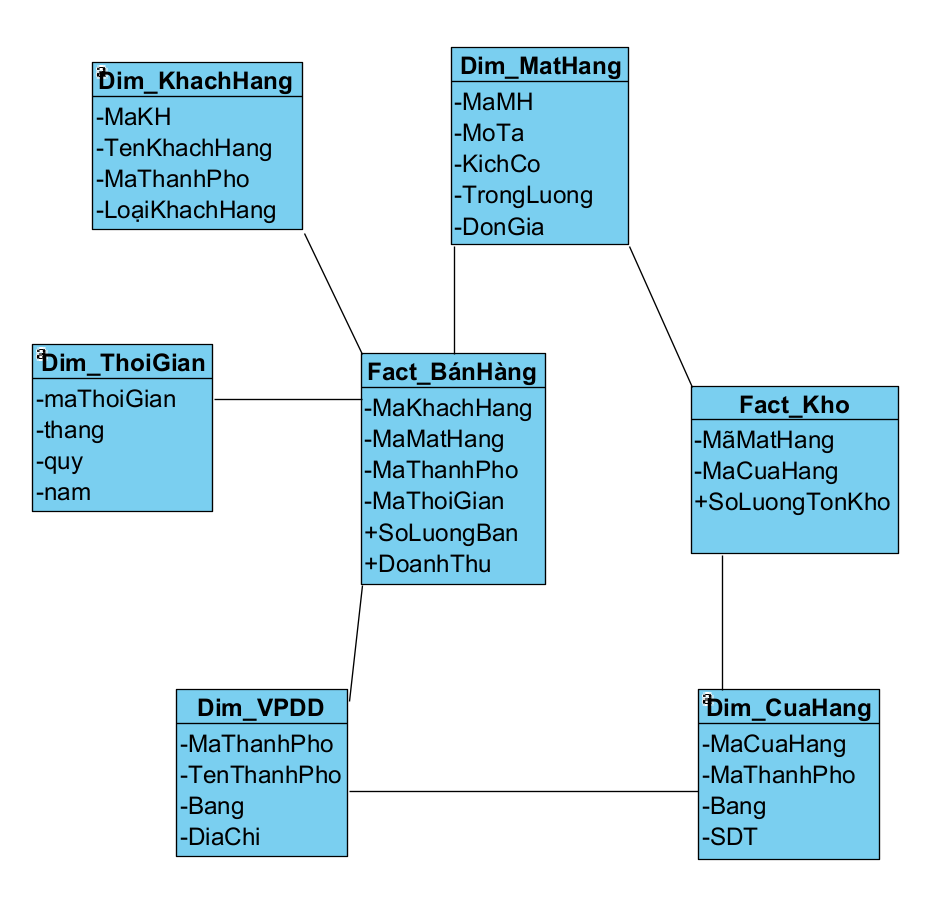 Dim_KhachHang
-MaKH
-TenKhachHang
-MaThanhPho
-LoạiKhachHang
Dim_MatHang
-MaMH
-MoTa
-KichCo
-TrongLuong
-DonGia
Dim_ThoiGian
-maThoiGian
-thang
-quy
-nam
Fact_BánHàng
-MaKhachHang
-MaMatHang
-MaThanhPho
-MaThoiGian
+SoLuongBan
+DoanhThu
Fact_Kho
-MãMatHang
-MaCuaHang
+SoLuongTonKho
Dim_VPDD
-MaThanhPho
-TenThanhPho
-Bang
-DiaChi
Dim_CuaHang
-MaCuaHang
-MaThanhPho
-Bang
-SDT